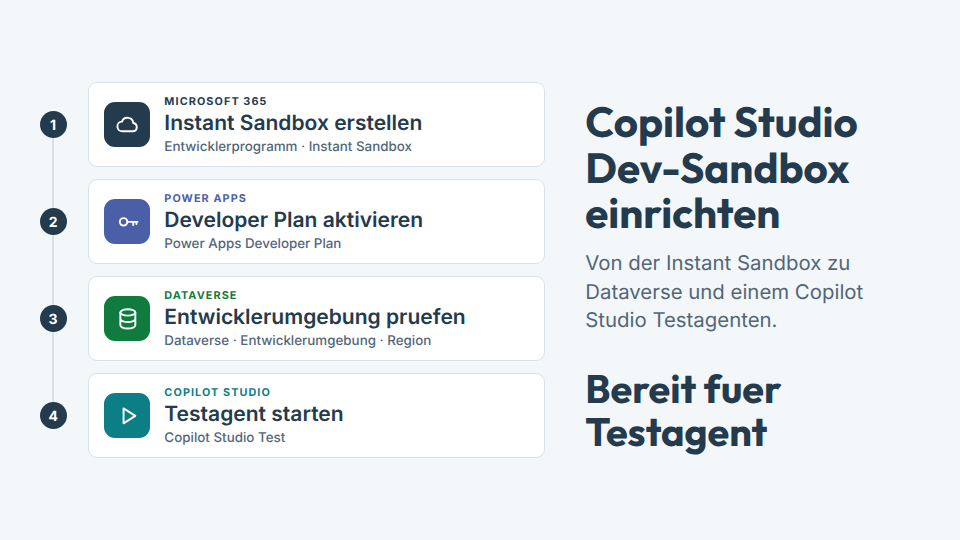 1
MICROSOFT 365
Instant Sandbox erstellen
Entwicklerprogramm · Instant Sandbox
2
POWER APPS
Developer Plan aktivieren
Power Apps Developer Plan
3
DATAVERSE
Entwicklerumgebung pruefen
Dataverse · Entwicklerumgebung · Region
4
COPILOT STUDIO
Testagent starten
Copilot Studio Test
Copilot Studio
Dev-Sandbox
einrichten
Von der Instant Sandbox zu
Dataverse und einem Copilot
Studio Testagenten.
Bereit fuer
Testagent